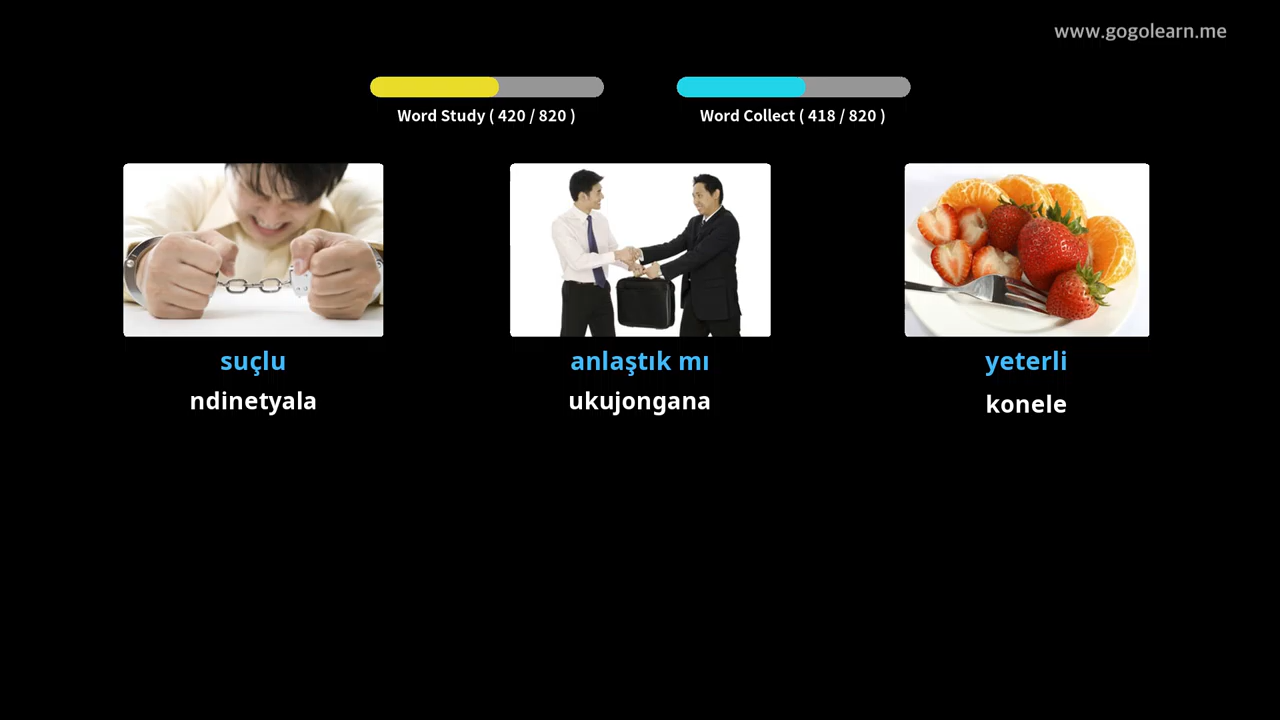 www.gogolearn.me
Word Study ( 420 / 820 )
Word Collect ( 418 / 820 )
suçlu
ndinetyala
anlaştık mı
ukujongana
yeterli
konele